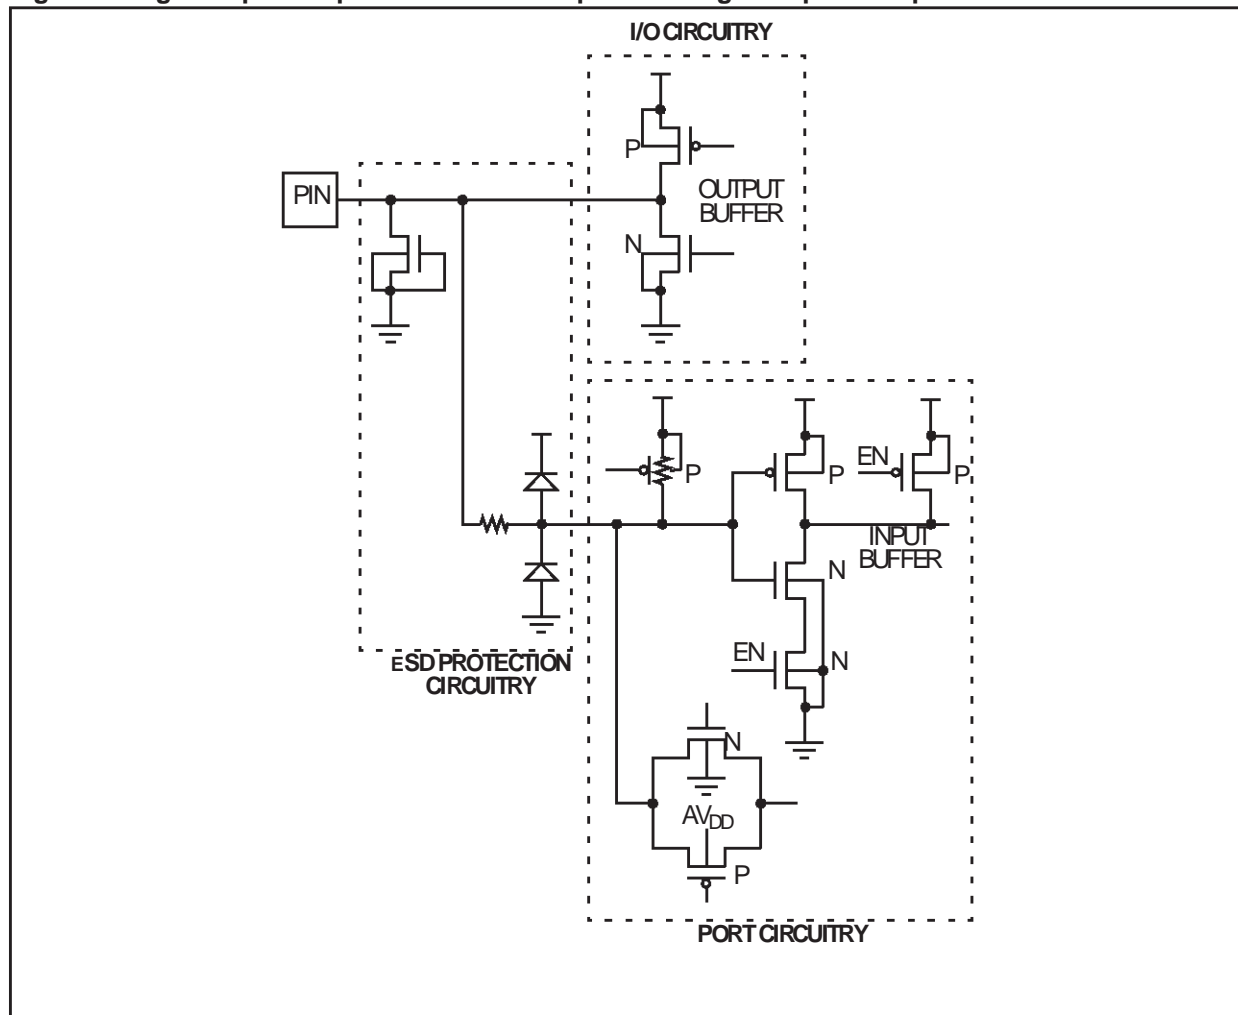 I/O CIRCUITRY
P
PIN
OUTPUT
BUFFER
N
EN
P
P
P
INPUT
BUFFER
N
EN
N
ESD PROTECTION
CIRCUITRY
N
AVDD
P
PORT CIRCUITRY